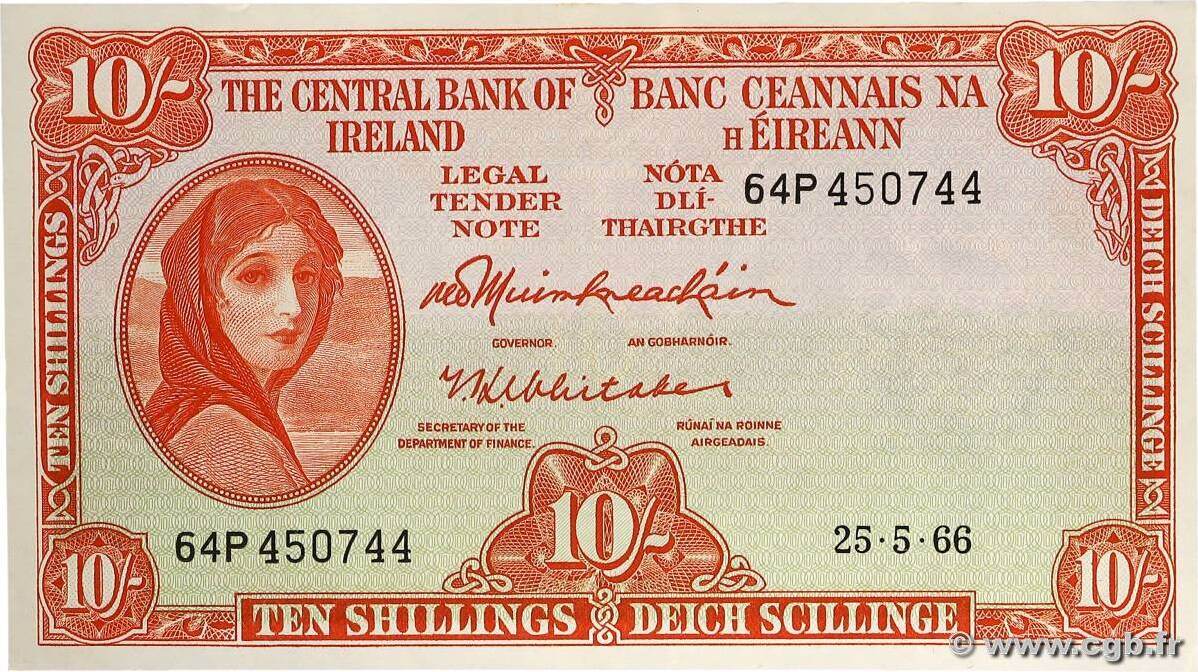 10/-
10/-
THE CENTRAL BANK OF
IRELAND
BANC CEANNAIS NA
H ÉIREANN
LEGAL
TENDER
NOTE
NÓTA
DLÍ-
THAIRGTHE
64P 450744
TEN SHILLINGS
DEICH SCILLINGE
GOVERNOR.
AN GOBHARNÓIR.
T.K. Whitaker
SECRETARY OF THE
DEPARTMENT OF FINANCE.
RÚNAÍ NA ROINNE
AIRGEADAIS.
64P 450744
10/-
25·5·66
10/-
10/-
TEN SHILLINGS
DEICH SCILLINGE
© www.cgb.fr